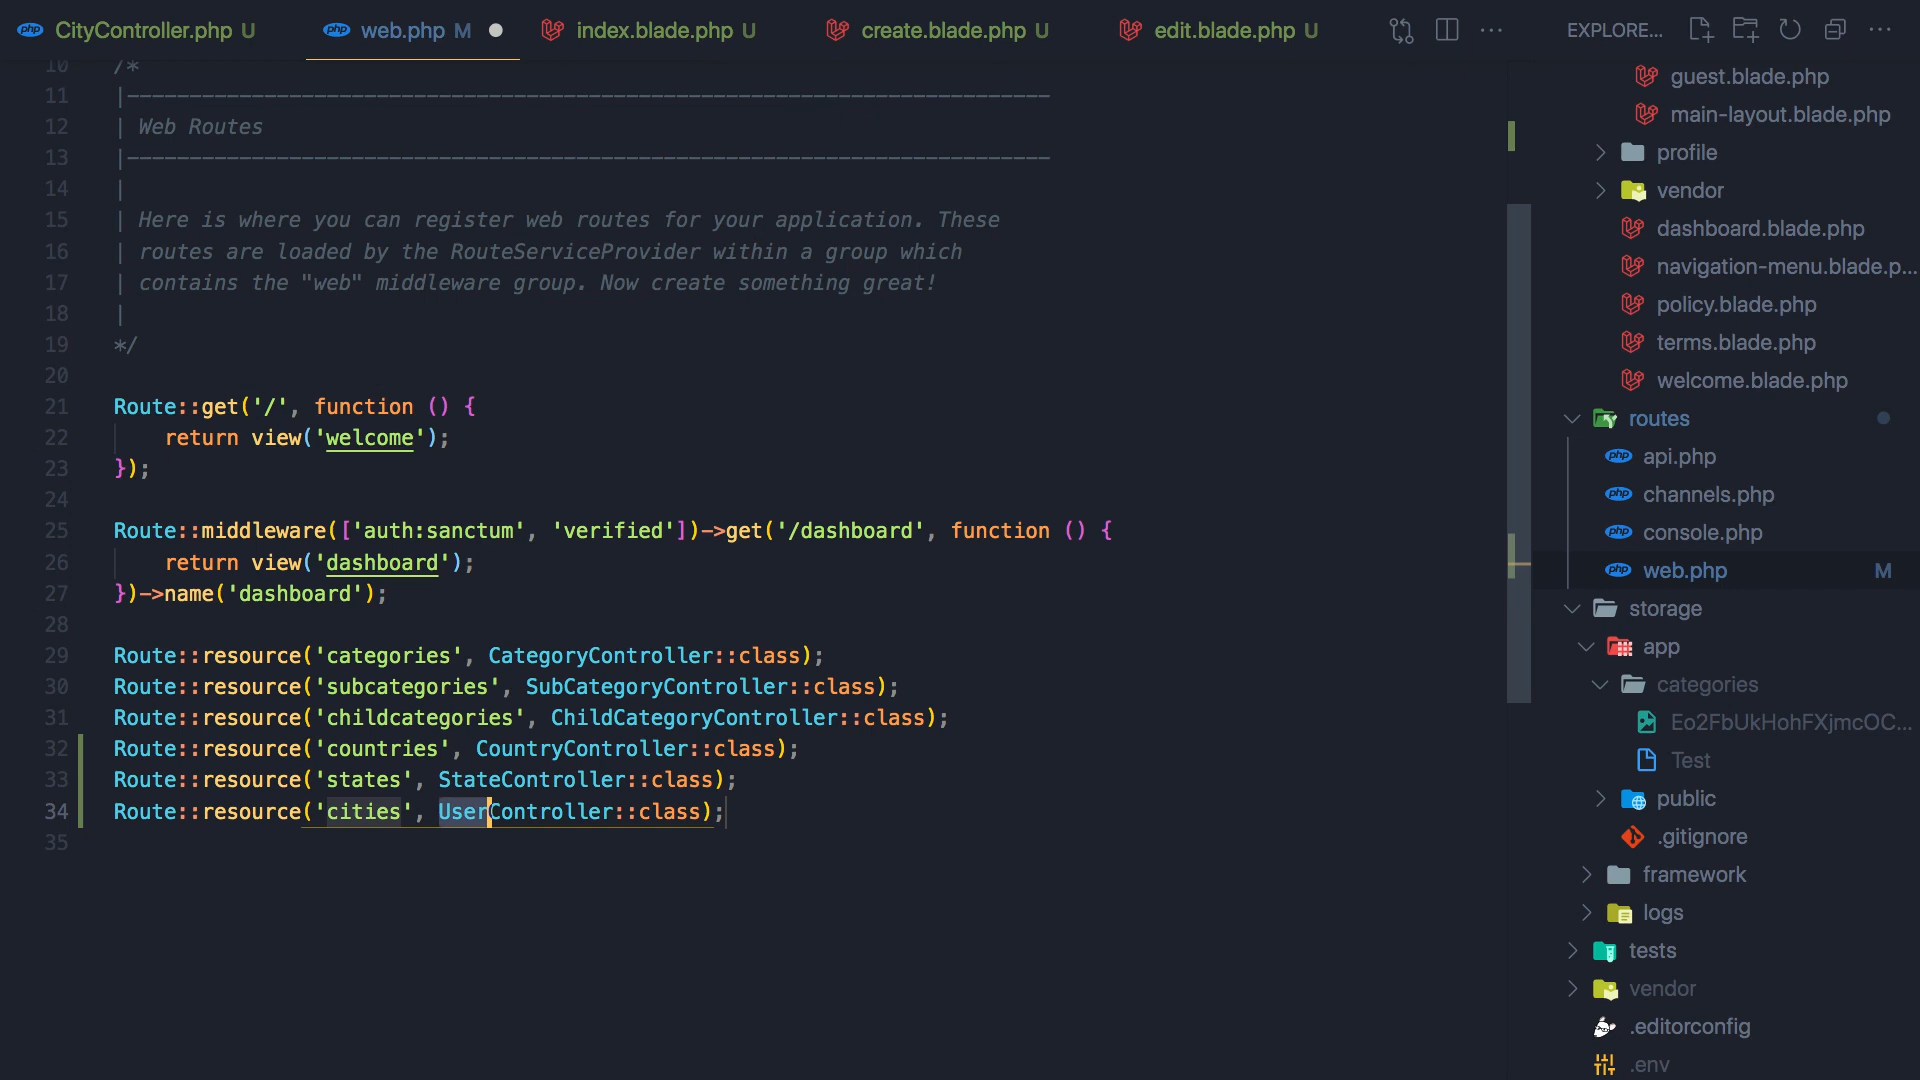 php CityController.php U
php web.php M
index.blade.php U
create.blade.php U
edit.blade.php U
10 /*
11 |--------------------------------------------------------------------------
12 | Web Routes
13 |--------------------------------------------------------------------------
14 |
15 | Here is where you can register web routes for your application. These
16 | routes are loaded by the RouteServiceProvider within a group which
17 | contains the "web" middleware group. Now create something great!
18 |
19 */
20
21 Route::get('/', function () {
22     return view('welcome');
23 });
24
25 Route::middleware(['auth:sanctum', 'verified'])->get('/dashboard', function () {
26     return view('dashboard');
27 })->name('dashboard');
28
29 Route::resource('categories', CategoryController::class);
30 Route::resource('subcategories', SubCategoryController::class);
31 Route::resource('childcategories', ChildCategoryController::class);
32 Route::resource('countries', CountryController::class);
33 Route::resource('states', StateController::class);
34 Route::resource('cities', UserController::class);
35
EXPLORE...
guest.blade.php
main-layout.blade.php
profile
vendor
dashboard.blade.php
navigation-menu.blade.p...
policy.blade.php
terms.blade.php
welcome.blade.php
routes
php api.php
php channels.php
php console.php
php web.php M
storage
app
categories
Eo2FbUkHohFXjmcOC...
Test
public
.gitignore
framework
logs
tests
vendor
.editorconfig
.env